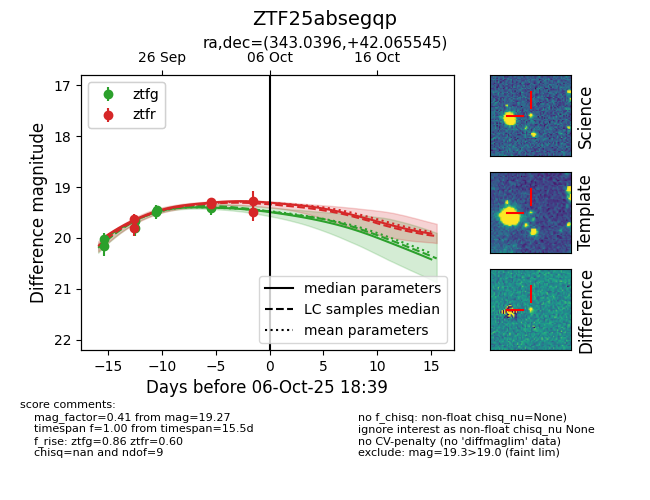 ZTF25absegqp
ra,dec=(343.0396,+42.065545)
26 Sep 06 Oct 16 Oct
17
18
19
20
21
22
Difference magnitude
ztfg
ztfr
median parameters
LC samples median
mean parameters
−15 −10 −5 0 5 10 15
Days before 06-Oct-25 18:39
Science
Template
Difference
score comments:
mag_factor=0.41 from mag=19.27
timespan f=1.00 from timespan=15.5d
f_rise: ztfg=0.86 ztfr=0.60
chisq=nan and ndof=9
no f_chisq: non-float chisq_nu=None)
ignore interest as non-float chisq_nu None
no CV-penalty (no 'diffmaglim' data)
exclude: mag=19.3>19.0 (faint lim)